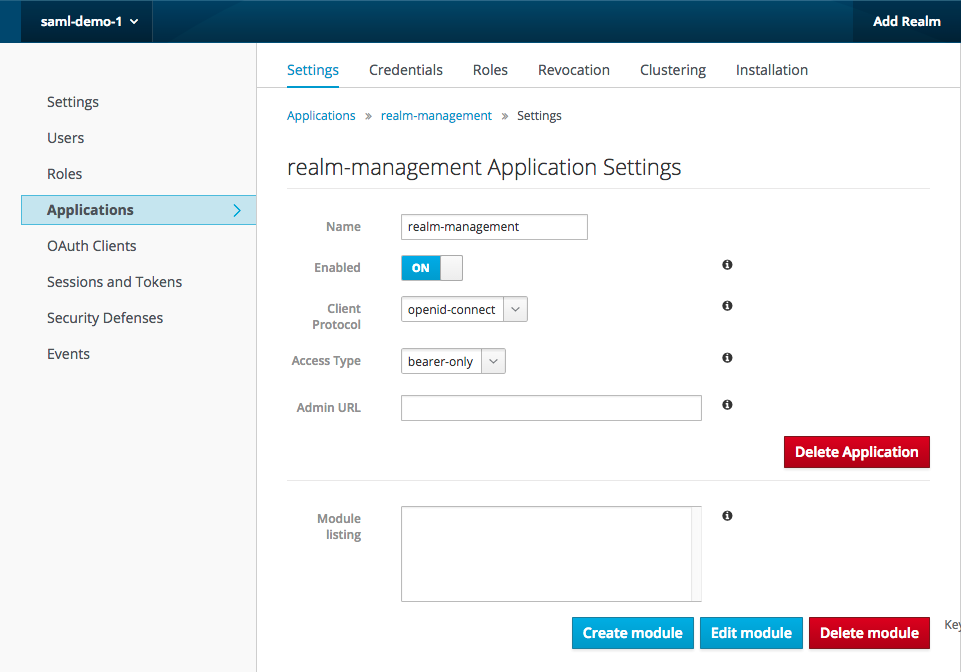 saml-demo-1
Add Realm
Settings
Users
Roles
Applications
OAuth Clients
Sessions and Tokens
Security Defenses
Events
Settings Credentials Roles Revocation Clustering Installation
Applications » realm-management » Settings
realm-management Application Settings
Name
realm-management
Enabled
ON
Client
Protocol
openid-connect
Access Type
bearer-only
Admin URL
Delete Application
Module
listing
Create module Edit module Delete module